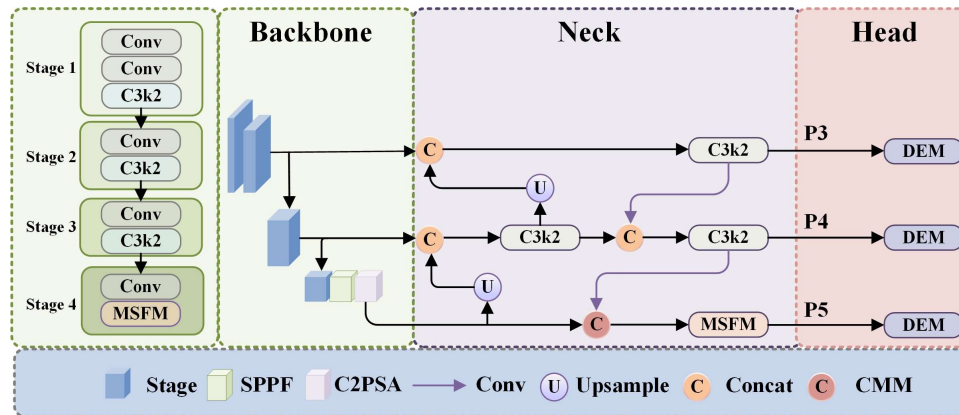 Stage 1
Conv
Conv
C3k2
Stage 2
Conv
C3k2
Stage 3
Conv
C3k2
Stage 4
Conv
MSFM
Backbone
Neck
Head
C
C3k2
P3
DEM
U
C
C3k2
C
C3k2
P4
DEM
U
C
MSFM
P5
DEM
Stage
SPPF
C2PSA
Conv
U
Upsample
C
Concat
C
CMM